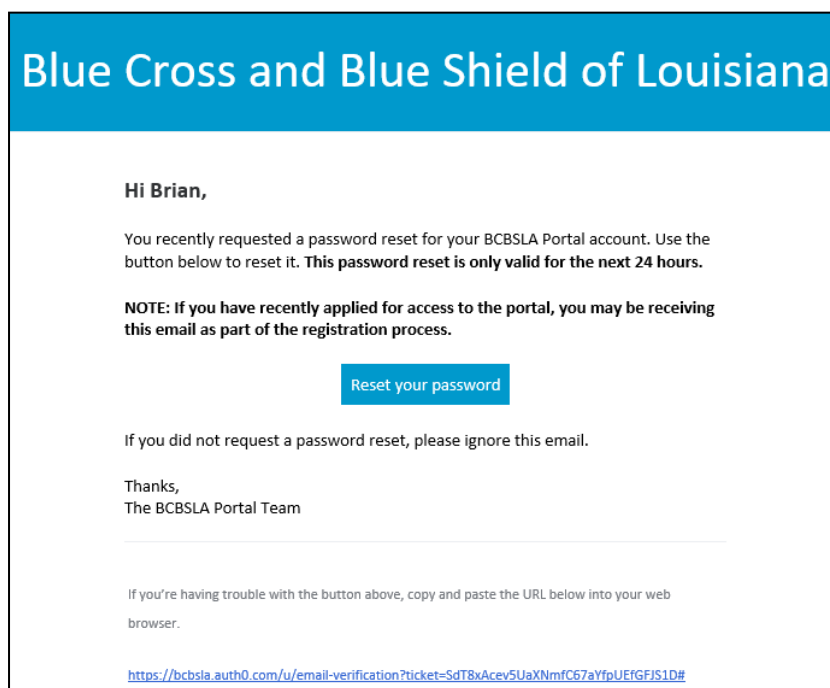 Blue Cross and Blue Shield of Louisiana
Hi Brian,
You recently requested a password reset for your BCBSLA Portal account. Use the
button below to reset it. This password reset is only valid for the next 24 hours.
NOTE: If you have recently applied for access to the portal, you may be receiving
this email as part of the registration process.
Reset your password
If you did not request a password reset, please ignore this email.
Thanks,
The BCBSLA Portal Team
If you’re having trouble with the button above, copy and paste the URL below into your web
browser.
https://bcbsla.auth0.com/u/email-verification?ticket=SdT8xAcev5UaXNmfC67aYfpUEfGFJS1D#